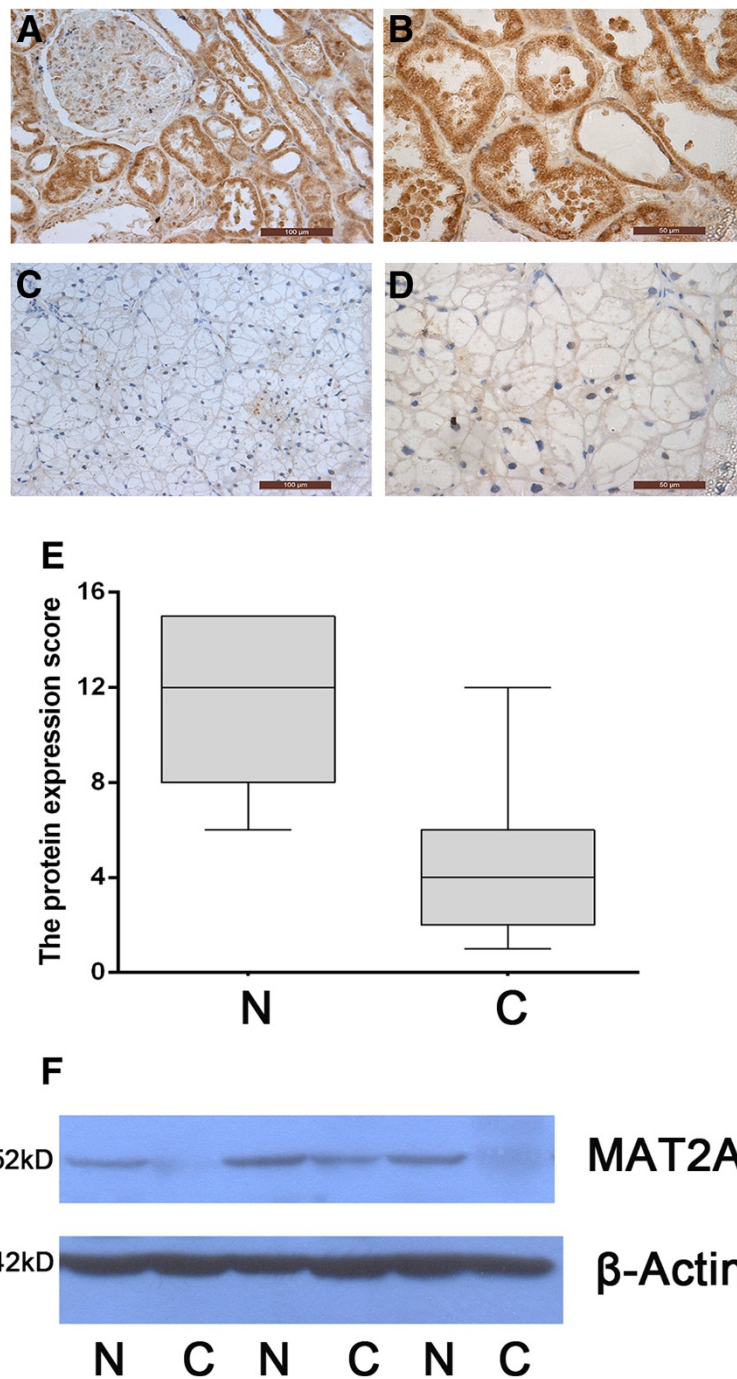 A
B
100 µm
50 µm
C
D
100 µm
50 µm
E
The protein expression score
16
12
8
4
0
N
C
F
52kD
MAT2A
42kD
β-Actin
N C N C N C